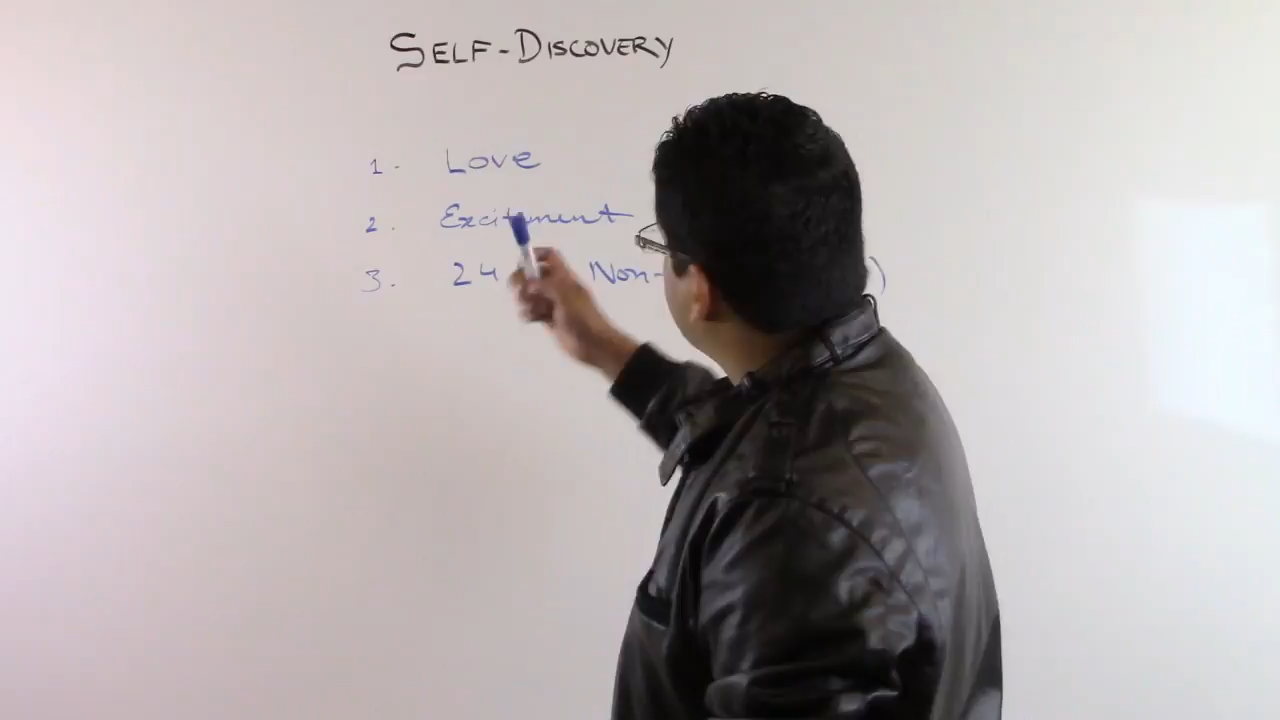 SELF-DISCOVERY
1. Love
2. Excitement
3. 24 Non- )